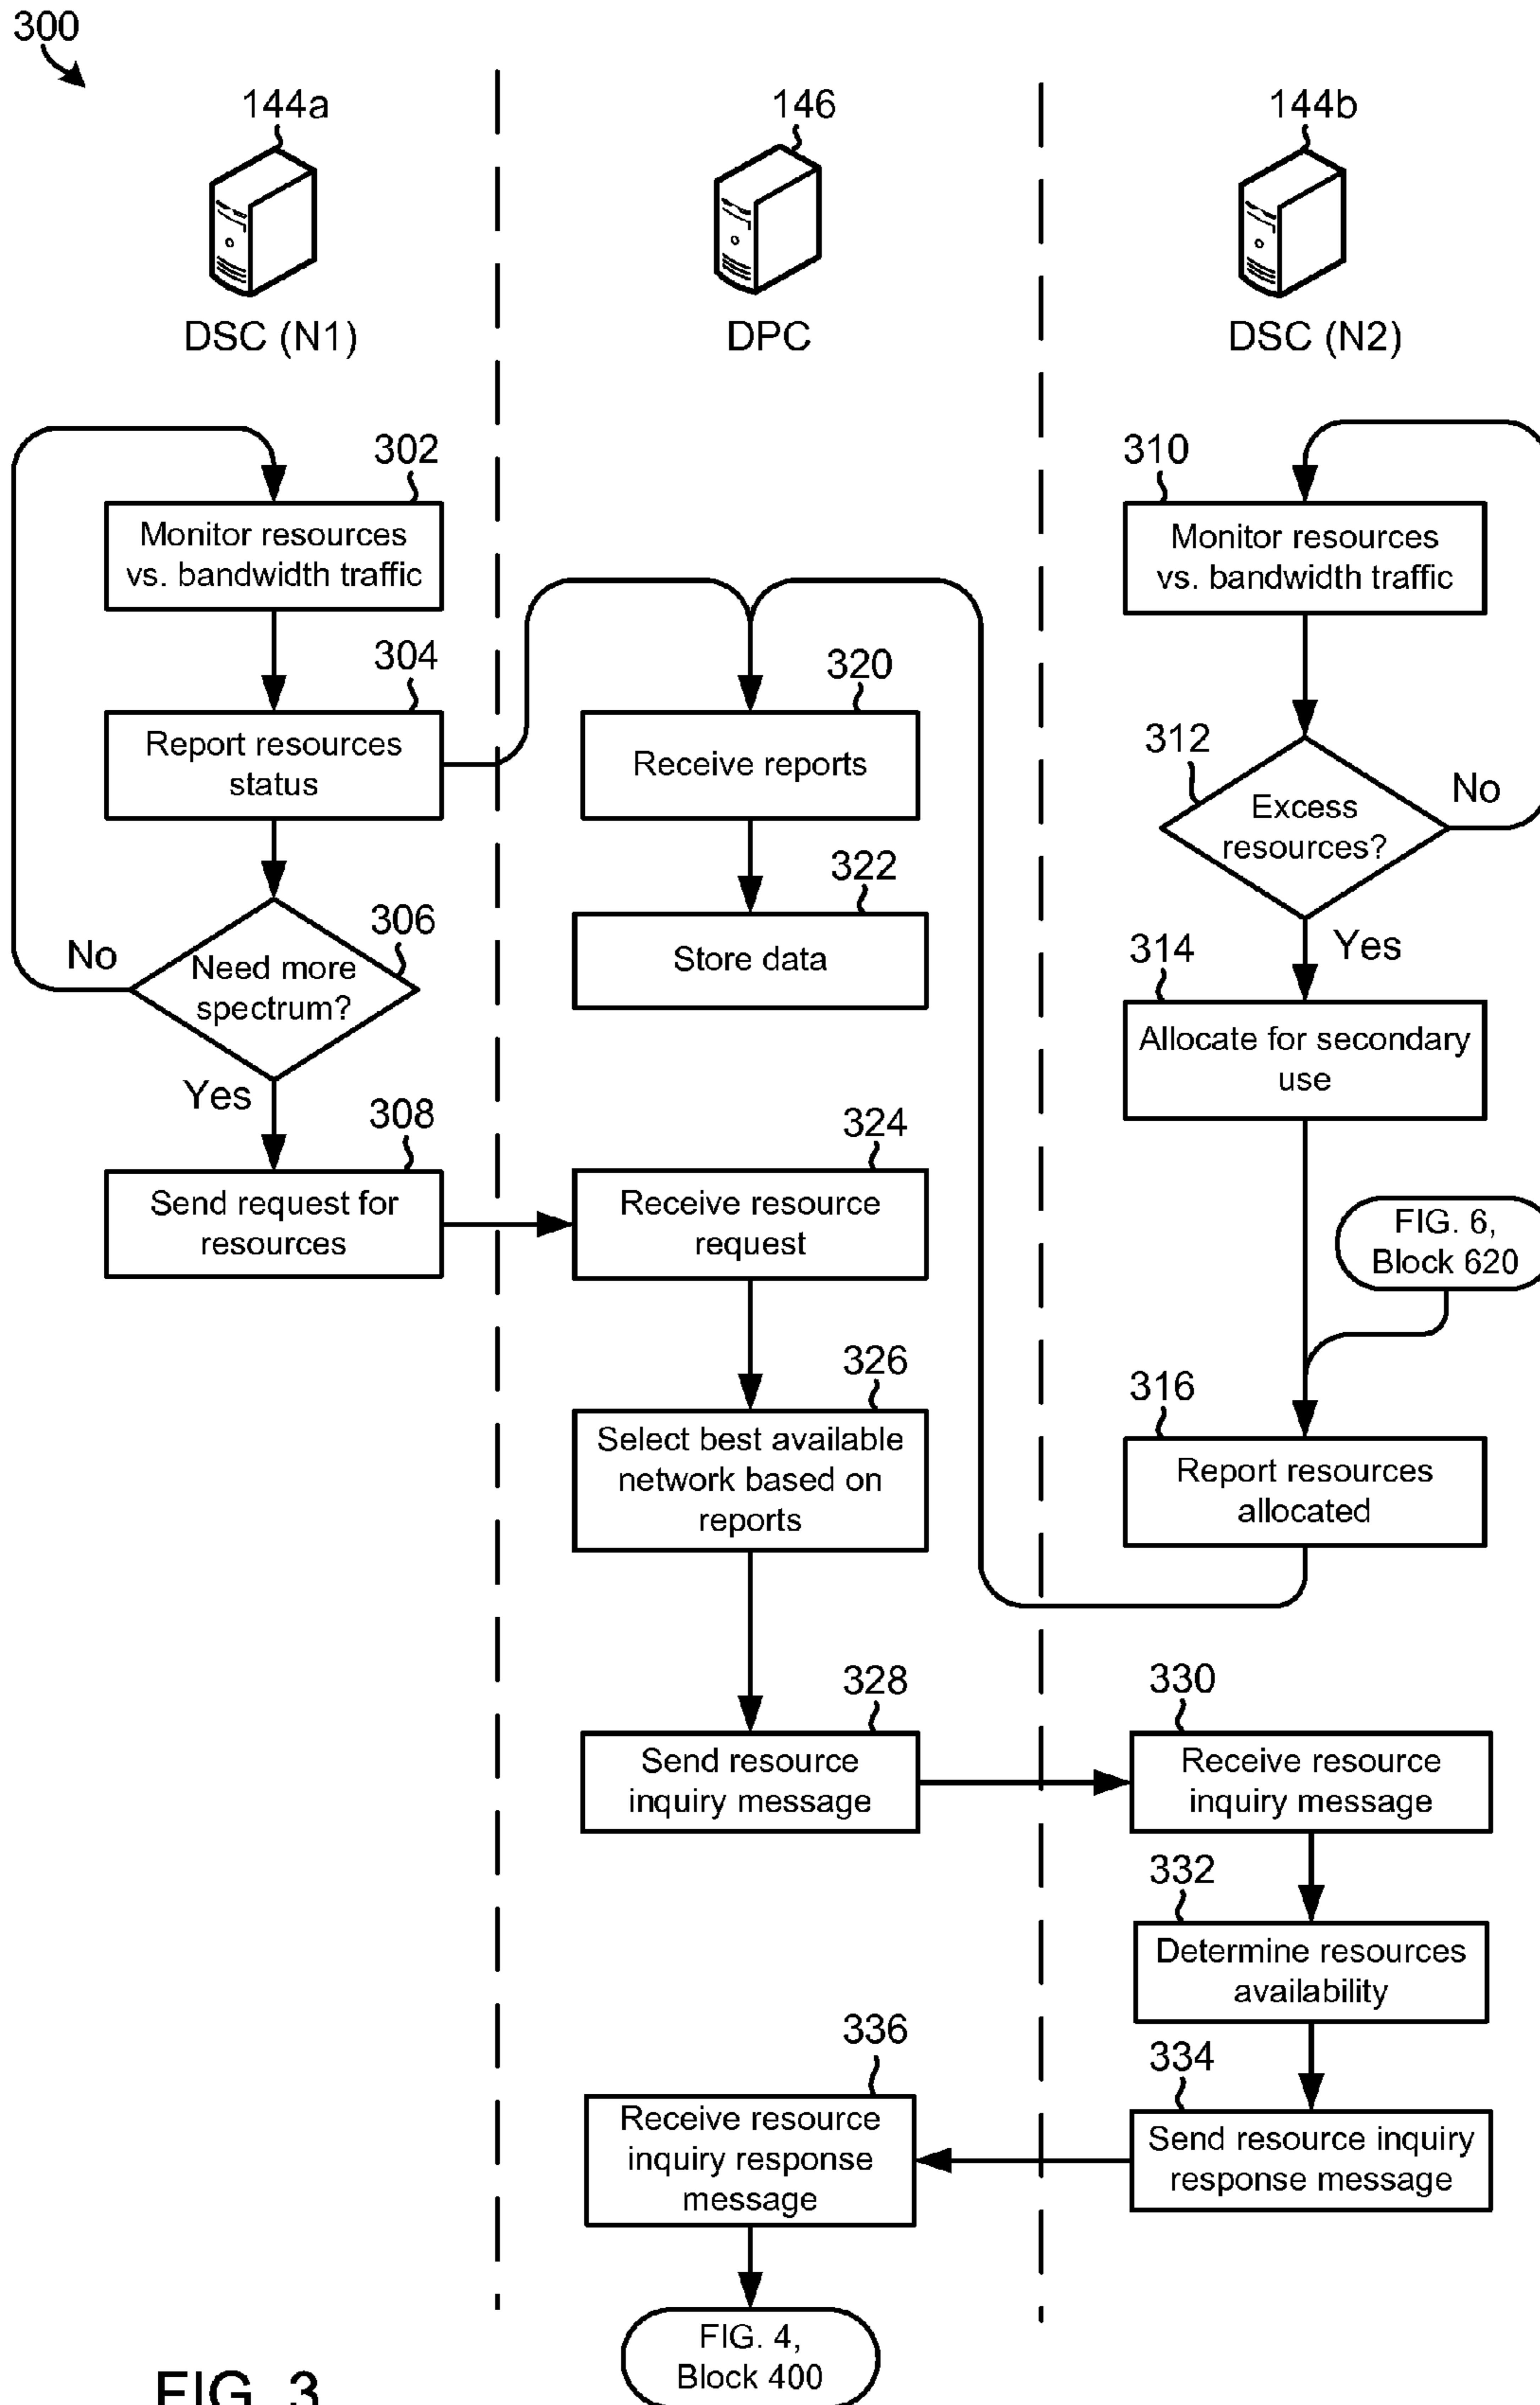 300
144a
146
144b
DSC (N1)
DPC
DSC (N2)
302
Monitor resources
vs. bandwidth traffic
310
Monitor resources
vs. bandwidth traffic
304
Report resources
status
320
Receive reports
312
Excess
resources?
No
322
Store data
306
Need more
spectrum?
No
Yes
314
Yes
Allocate for secondary
use
308
Send request for
resources
324
Receive resource
request
FIG. 6,
Block 620
326
Select best available
network based on
reports
316
Report resources
allocated
328
Send resource
inquiry message
330
Receive resource
inquiry message
332
Determine resources
availability
334
Send resource inquiry
response message
336
Receive resource
inquiry response
message
FIG. 4,
Block 400
FIG. 3